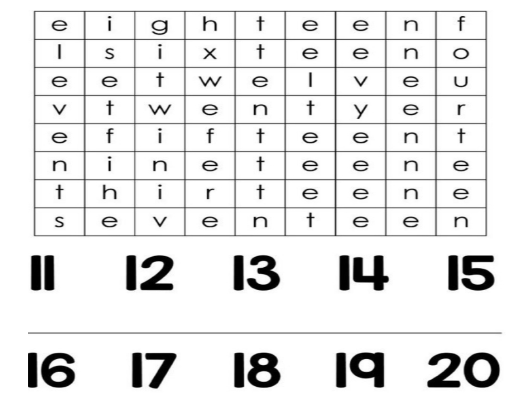 e i g h t e e n f
l s i x t e e n o
e e t w e l v e u
v t w e n t y e r
e f i f t e e n t
n i n e t e e n e
t h i r t e e n e
s e v e n t e e n
11 12 13 14 15
16 17 18 19 20